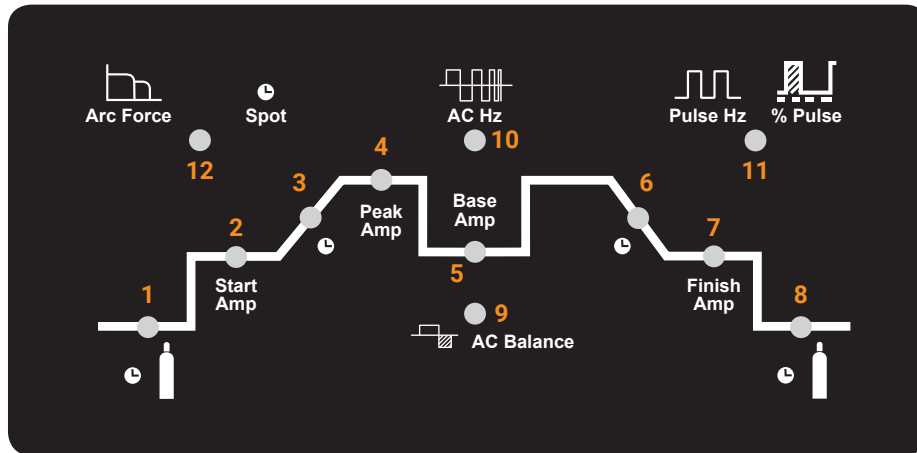 Arc Force
Spot
AC Hz
Pulse Hz
% Pulse
12
3
4
10
11
2
Peak
Amp
Base
Amp
6
7
1
Start
Amp
5
Finish
Amp
8
9
AC Balance